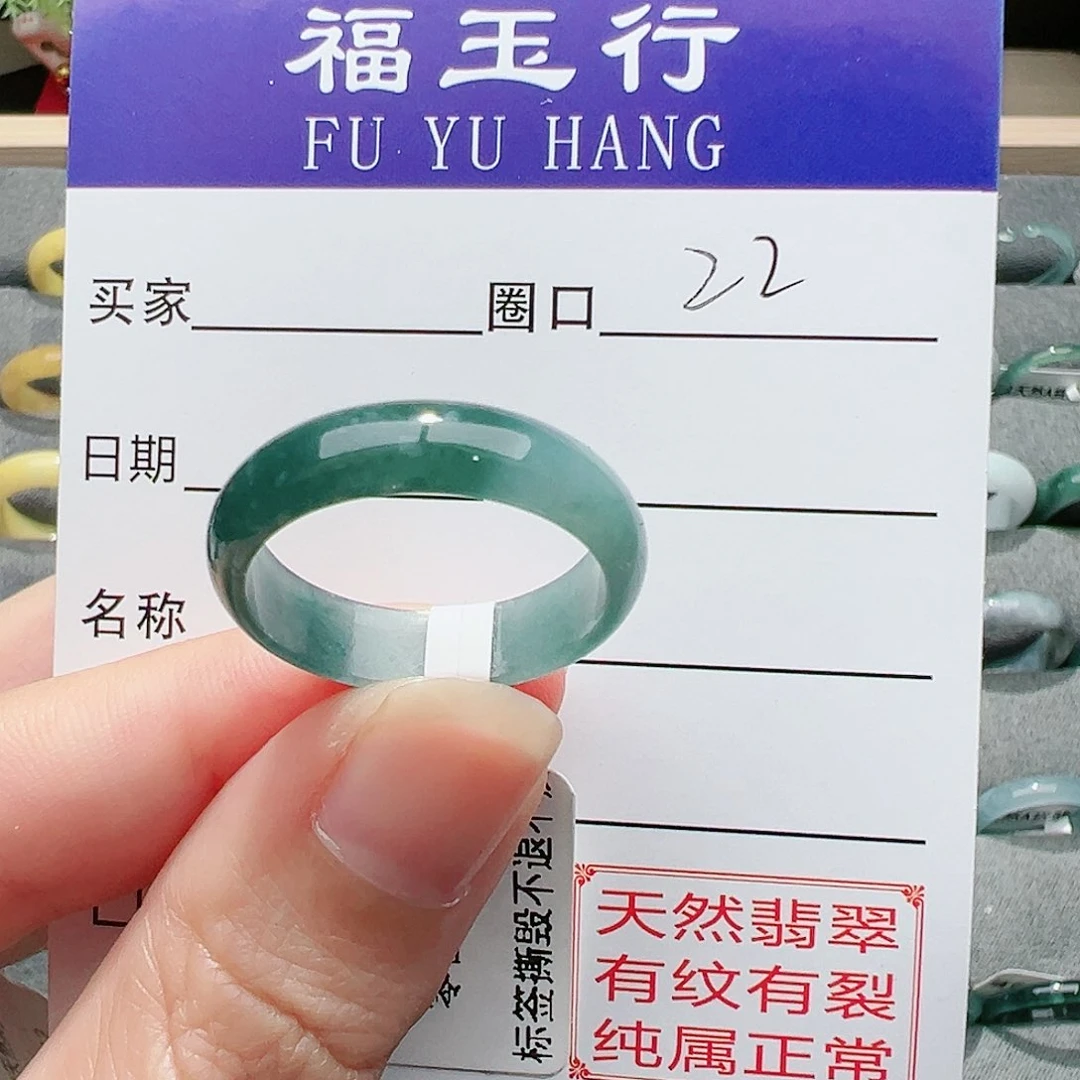 福玉行
FU YU HANG
买家 圈口 22
日期
名称
标签撕毁不退不
天然翡翠
有纹有裂
纯属正常